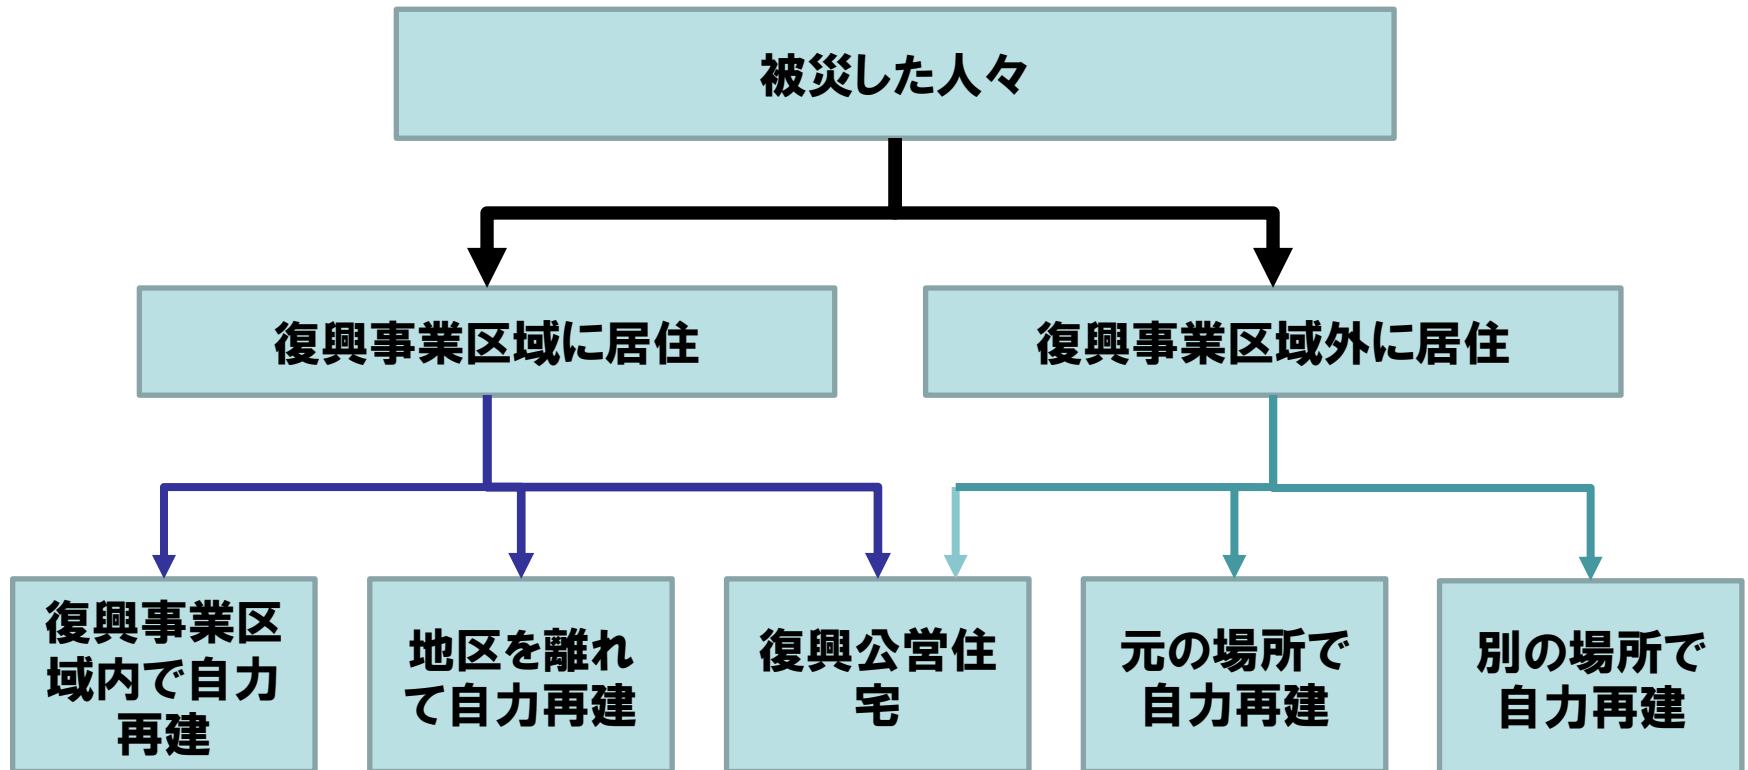 被災した人々
復興事業区域に居住
復興事業区域外に居住
復興事業区
域内で自力
再建
地区を離れ
て自力再建
復興公営住
宅
元の場所で
自力再建
別の場所で
自力再建